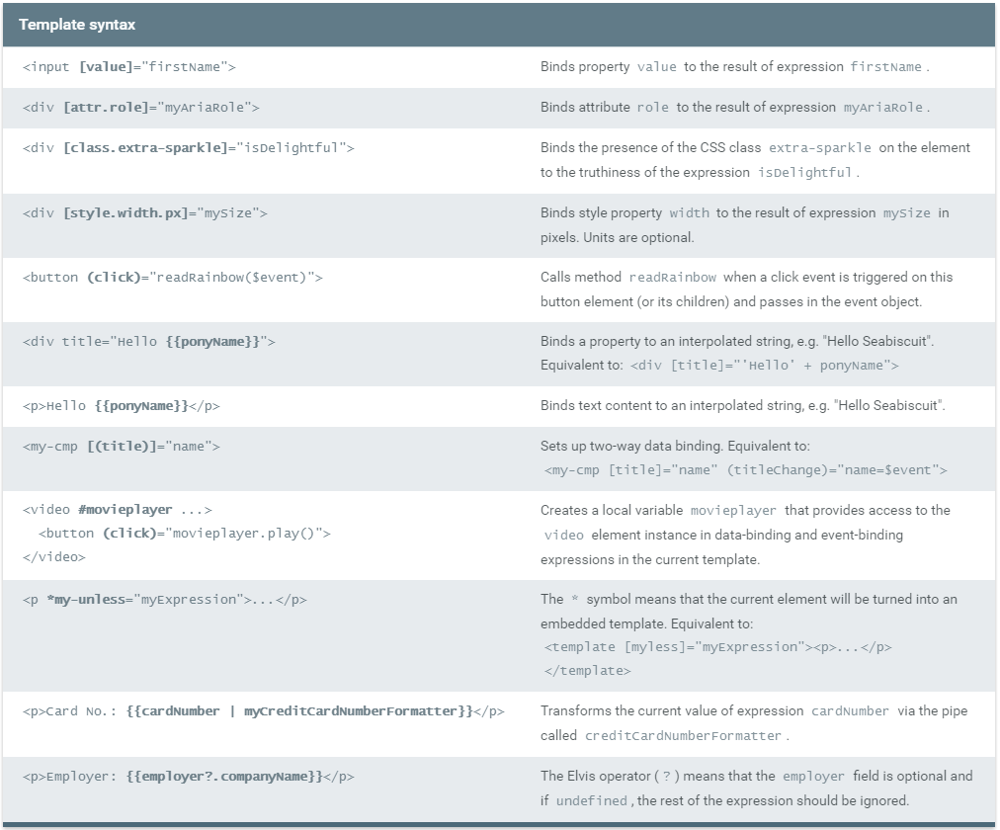 Template syntax
<input [value]="firstName">
Binds property value to the result of expression firstName.
<div [attr.role]="myAriaRole">
Binds attribute role to the result of expression myAriaRole.
<div [class.extra-sparkle]="isDelightful">
Binds the presence of the CSS class extra-sparkle on the element
to the truthiness of the expression isDelightful.
<div [style.width.px]="mySize">
Binds style property width to the result of expression mySize in
pixels. Units are optional.
<button (click)="readRainbow($event)">
Calls method readRainbow when a click event is triggered on this
button element (or its children) and passes in the event object.
<div title="Hello {{ponyName}}">
Binds a property to an interpolated string, e.g. "Hello Seabiscuit".
Equivalent to: <div [title]="'Hello' + ponyName">
<p>Hello {{ponyName}}</p>
Binds text content to an interpolated string, e.g. "Hello Seabiscuit".
<my-cmp [(title)]="name">
Sets up two-way data binding. Equivalent to:
<my-cmp [title]="name" (titleChange)="name=$event">
<video #movieplayer ...>
<button (click)="movieplayer.play()">
</video>
Creates a local variable movieplayer that provides access to the
video element instance in data-binding and event-binding
expressions in the current template.
<p *my-unless="myExpression">...</p>
The * symbol means that the current element will be turned into an
embedded template. Equivalent to:
<template [myless]="myExpression"><p>...</p>
</template>
<p>Card No.: {{cardNumber | myCreditCardNumberFormatter}}</p>
Transforms the current value of expression cardNumber via the pipe
called creditCardNumberFormatter.
<p>Employer: {{employer?.companyName}}</p>
The Elvis operator (?) means that the employer field is optional and
if undefined, the rest of the expression should be ignored.